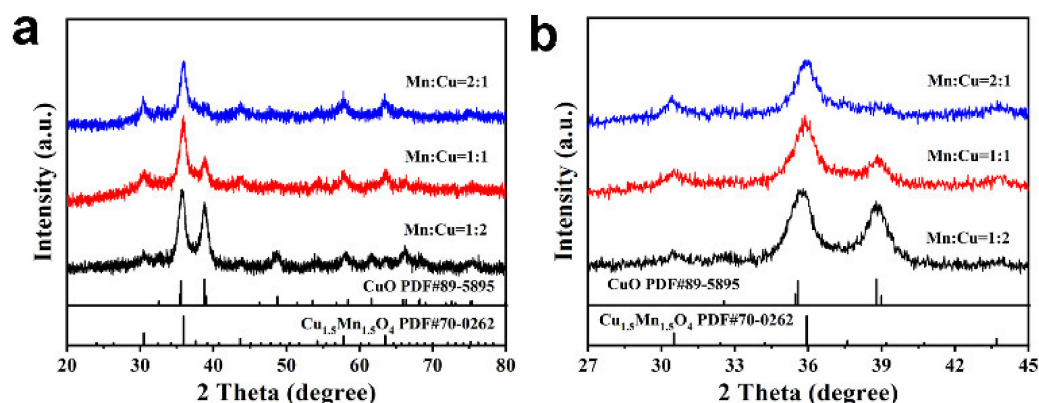 a
Intensity (a.u.)
Mn:Cu=2:1
Mn:Cu=1:1
Mn:Cu=1:2
CuO PDF#89-5895
Cu1.5Mn1.5O4 PDF#70-0262
20 30 40 50 60 70 80
2 Theta (degree)
b
Intensity (a.u.)
Mn:Cu=2:1
Mn:Cu=1:1
Mn:Cu=1:2
CuO PDF#89-5895
Cu1.5Mn1.5O4 PDF#70-0262
27 30 33 36 39 42 45
2 Theta (degree)